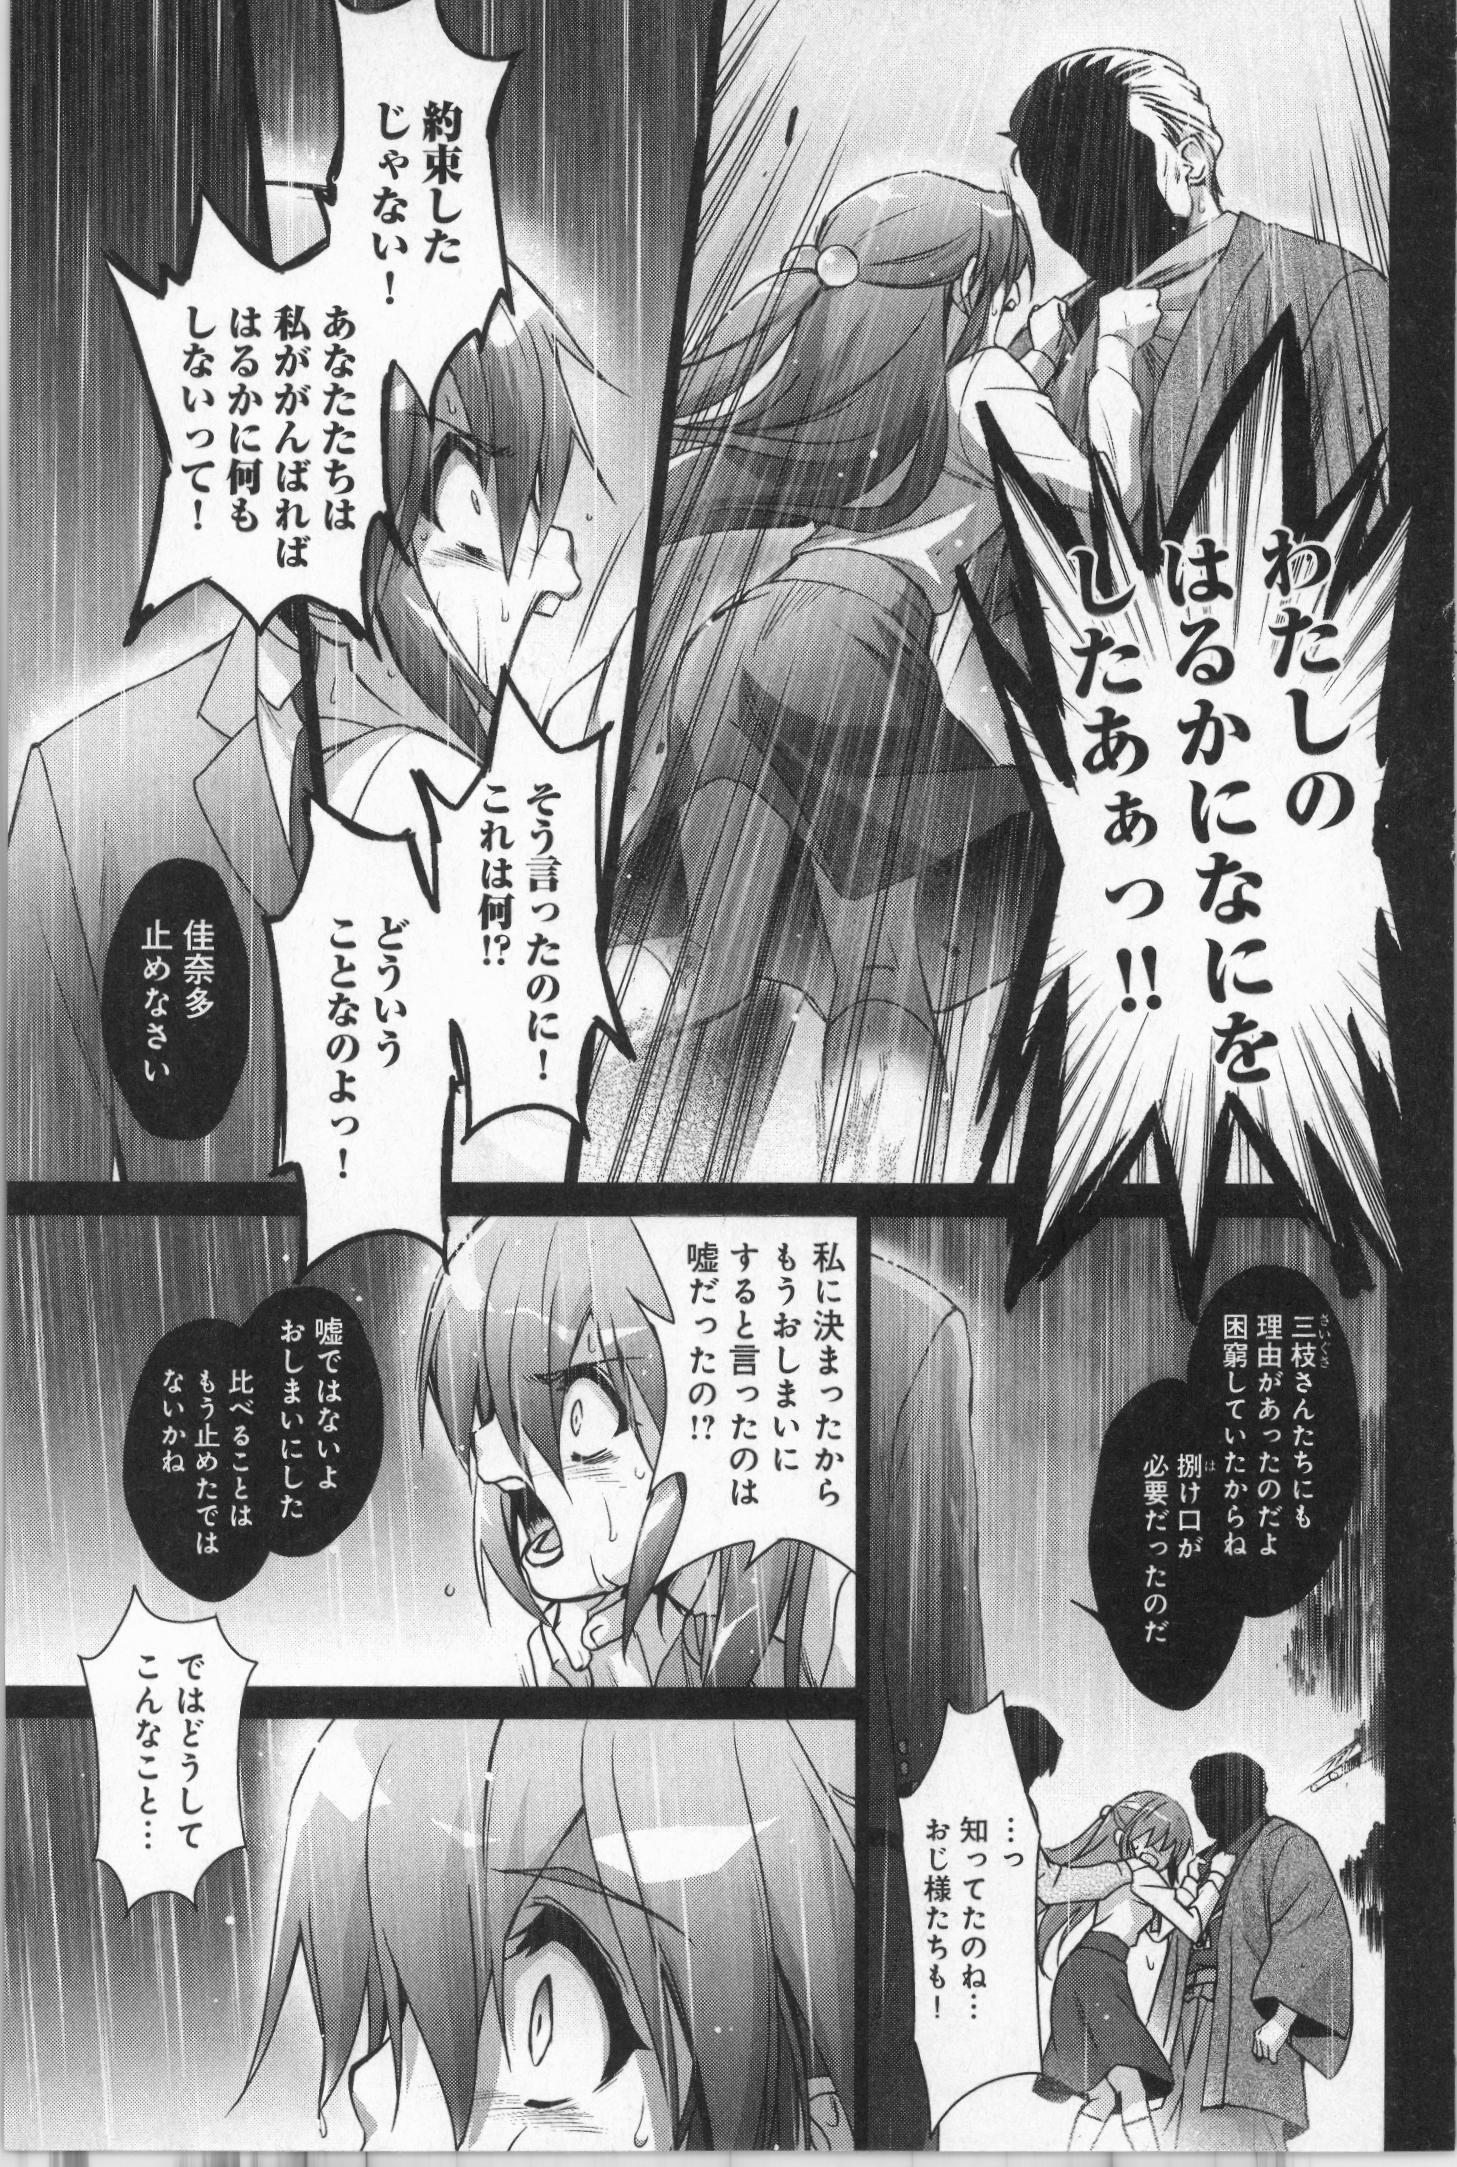 わたしの
はるかになにを
したあぁっ!!
約束した
じゃない!
あなたたちは
私ががんばれば
はるかに何も
しないって!
そう言ったのに!
これは何!?
どういう
ことなのよっ!
佳奈多
止めなさい
三枝さんたちにも
さいぐさ
理由があったのだよ
困窮していたからね
捌け口が
は
必要だったのだ
…っ
知ってたのね…
おじ様たちも!
私に決まったから
もうおしまいに
すると言ったのは
嘘だったの!?
嘘ではないよ
おしまいにした
比べることは
もう止めたでは
ないかね
ではどうして
こんなこと…